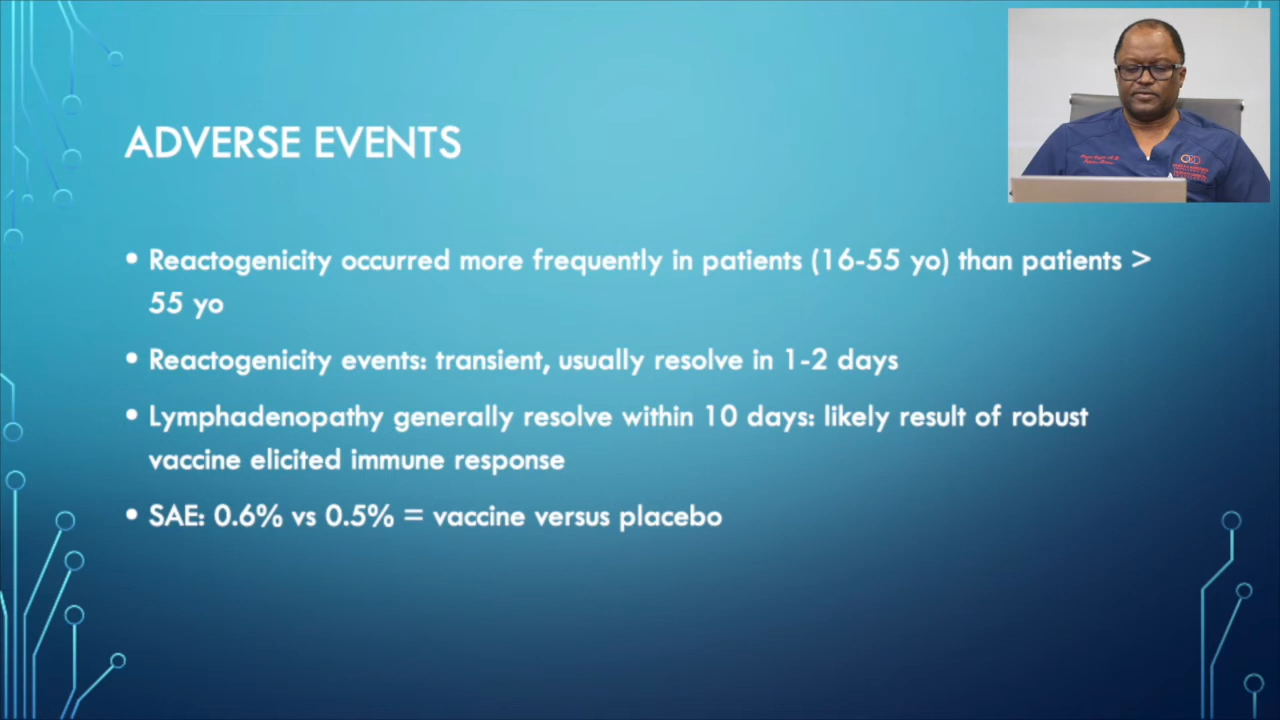 ADVERSE EVENTS
• Reactogenicity occurred more frequently in patients (16-55 yo) than patients >
55 yo
• Reactogenicity events: transient, usually resolve in 1-2 days
• Lymphadenopathy generally resolve within 10 days: likely result of robust
vaccine elicited immune response
• SAE: 0.6% vs 0.5% = vaccine versus placebo